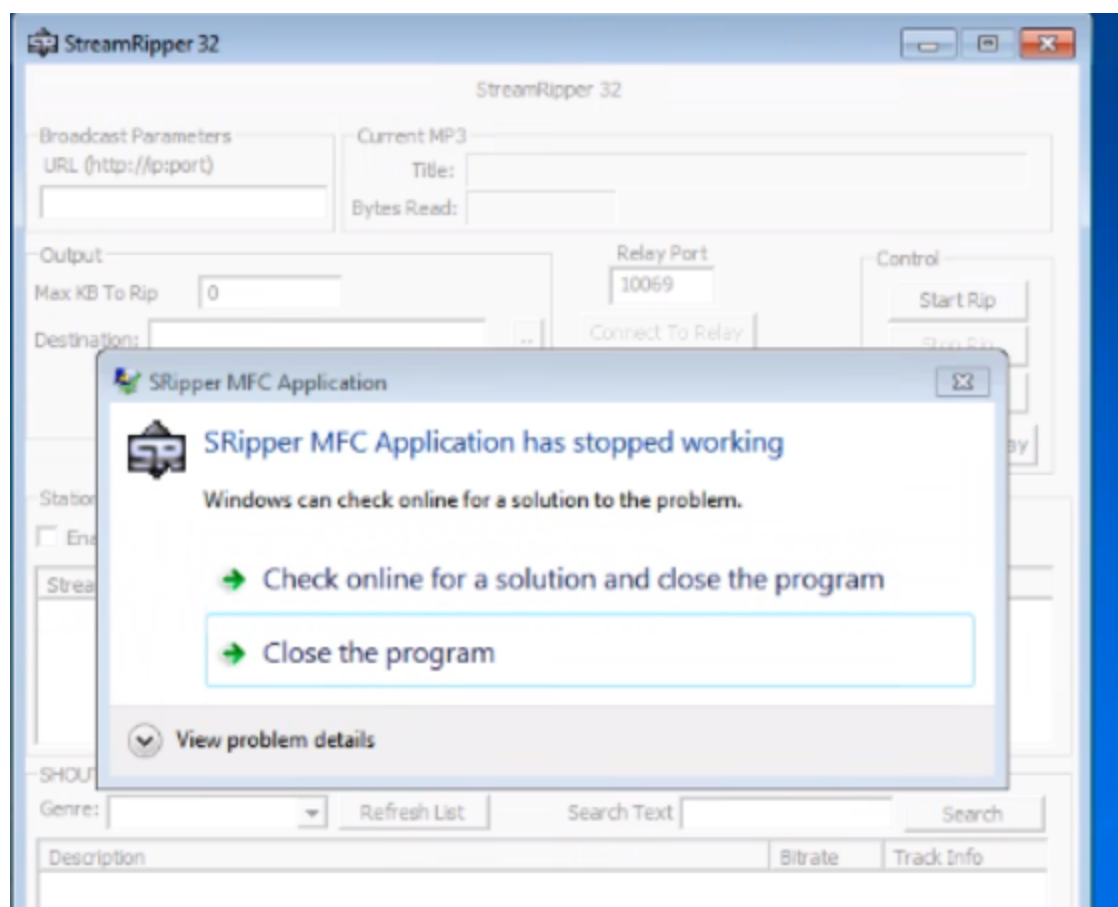 StreamRipper 32
StreamRipper 32
Broadcast Parameters
URL (http://ip:port)
Current MP3
Title:
Bytes Read:
Output
Max KB To Rip 0
Destination: ..
Relay Port
10069
Connect To Relay
Control
Start Rip
Stop Rip
SRipper MFC Application
SRipper MFC Application has stopped working
Windows can check online for a solution to the problem.
Check online for a solution and close the program
Close the program
View problem details
Genre:
Refresh List
Search Text
Search
Description Bitrate Track Info